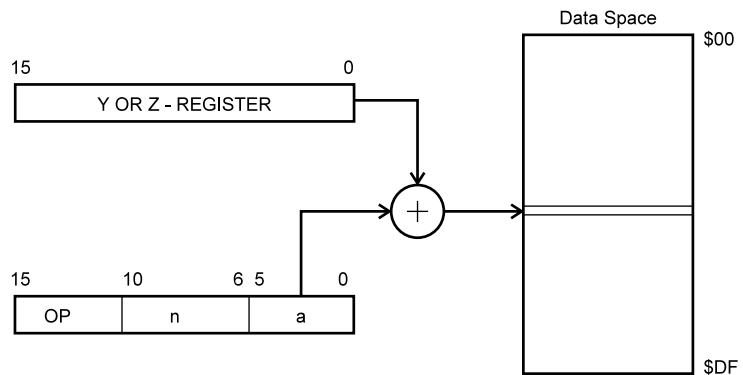 Data Space
$00
15 0
Y OR Z - REGISTER
+
15 10 6 5 0
OP n a
$DF